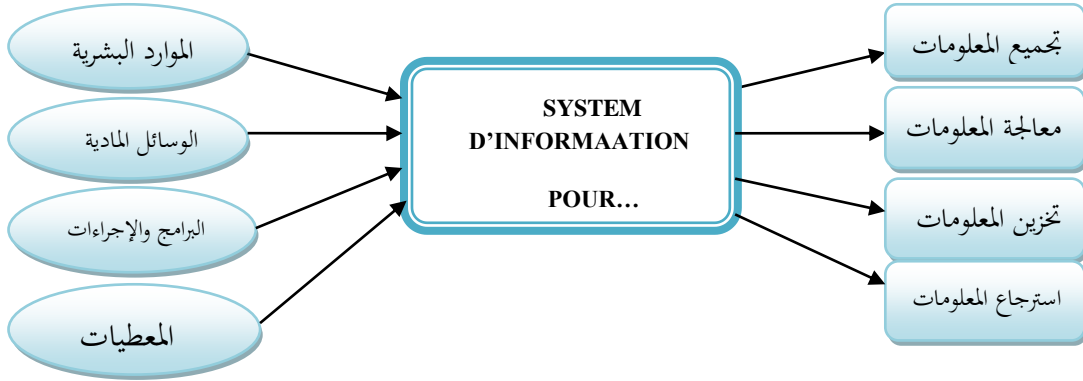 الموارد البشرية
الوسائل المادية
البرامج والإجراءات
المعطيات
SYSTEM
D’INFORMAATION
POUR…
تجميع المعلومات
معالجة المعلومات
تخزين المعلومات
استرجاع المعلومات